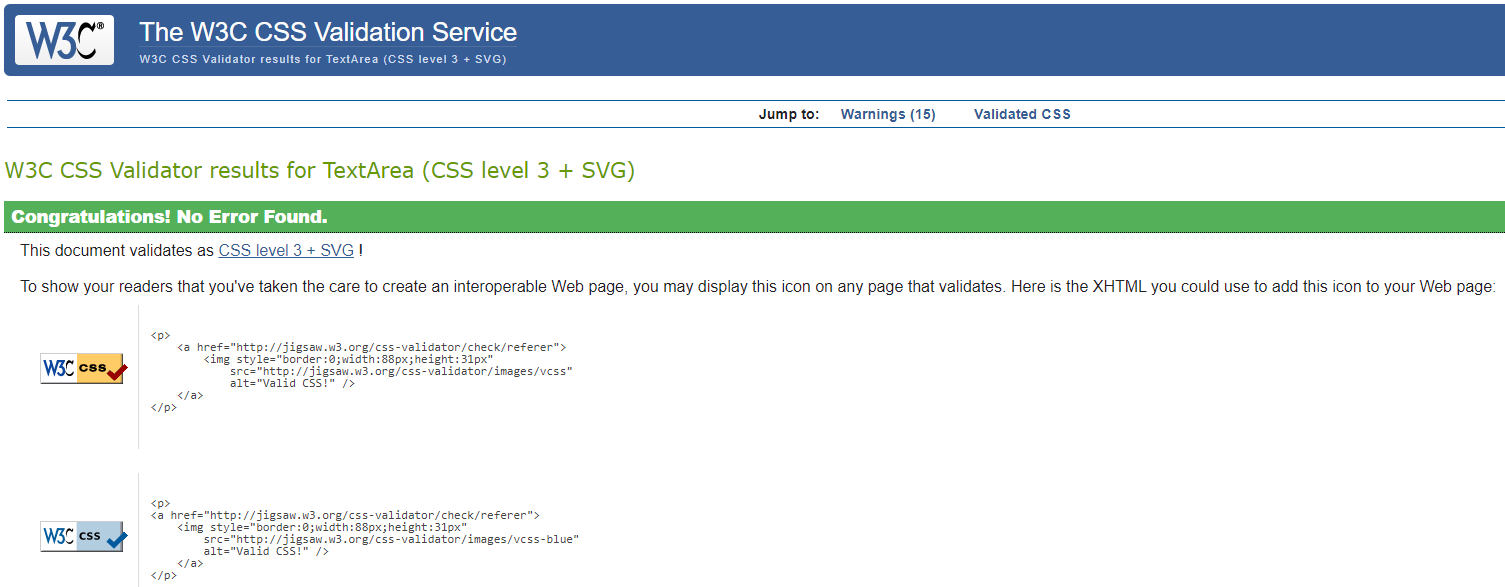 W3C®
The W3C CSS Validation Service
W3C CSS Validator results for TextArea (CSS level 3 + SVG)
Jump to: Warnings (15) Validated CSS
W3C CSS Validator results for TextArea (CSS level 3 + SVG)
Congratulations! No Error Found.
This document validates as CSS level 3 + SVG !
To show your readers that you've taken the care to create an interoperable Web page, you may display this icon on any page that validates. Here is the XHTML you could use to add this icon to your Web page:
W3C css
<p>
<a href="http://jigsaw.w3.org/css-validator/check/referer">
<img style="border:0;width:88px;height:31px"
src="http://jigsaw.w3.org/css-validator/images/vcss"
alt="Valid CSS!" />
</a>
</p>
W3C css
<p>
<a href="http://jigsaw.w3.org/css-validator/check/referer">
<img style="border:0;width:88px;height:31px"
src="http://jigsaw.w3.org/css-validator/images/vcss-blue"
alt="Valid CSS!" />
</a>
</p>